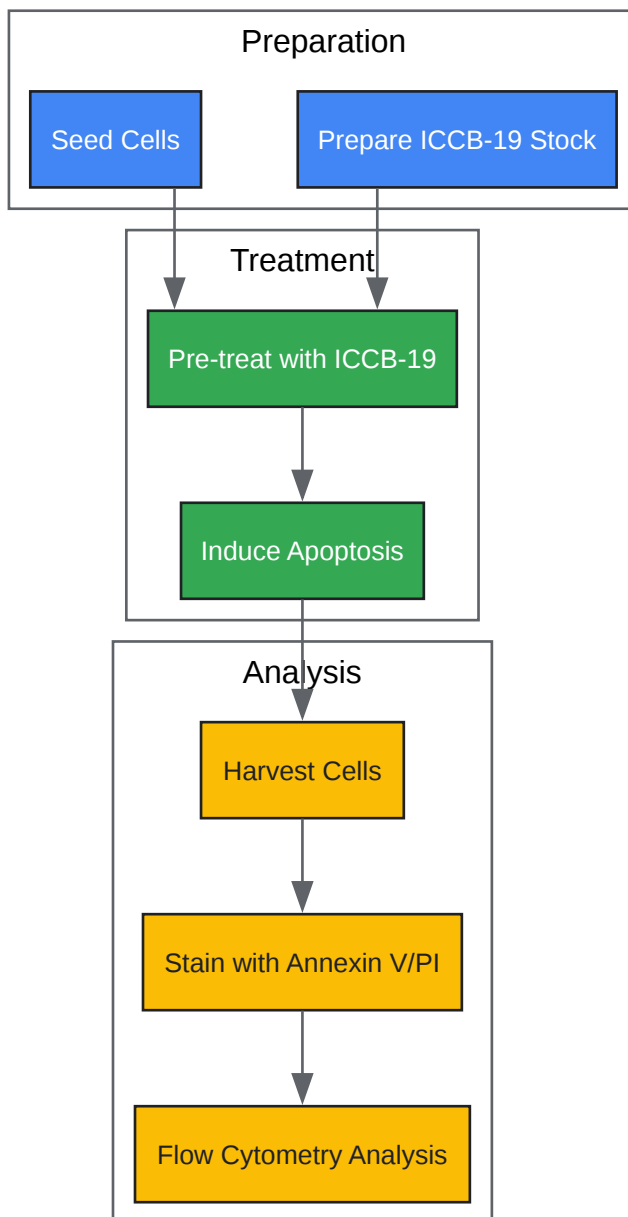 Preparation
Seed Cells
Prepare ICCB-19 Stock
Treatment
Pre-treat with ICCB-19
Induce Apoptosis
Analysis
Harvest Cells
Stain with Annexin V/PI
Flow Cytometry Analysis